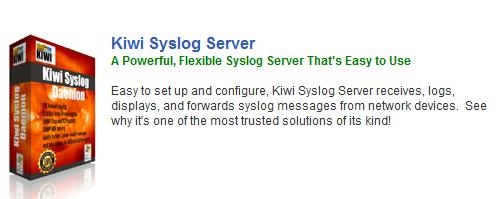 Kiwi Syslog Server
A Powerful, Flexible Syslog Server That's Easy to Use
Easy to set up and configure, Kiwi Syslog Server receives, logs,
displays, and forwards syslog messages from network devices. See
why it's one of the most trusted solutions of its kind!
KIWI
KIWI
Kiwi Syslog
Daemon
Kiwi Syslog
Daemon